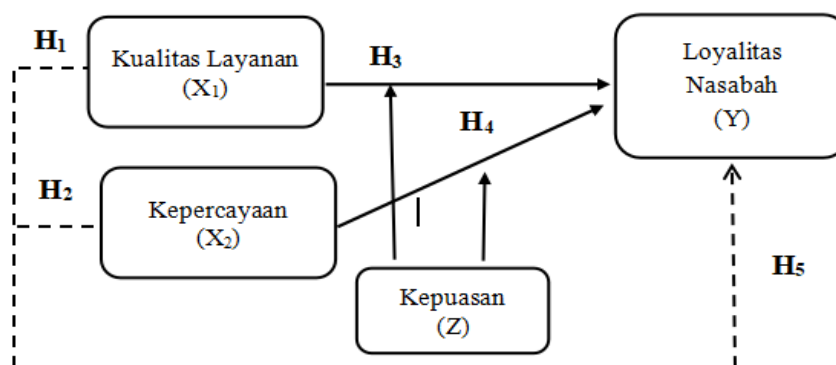 H₁
Kualitas Layanan
(X₁)
H₃
Loyalitas
Nasabah
(Y)
H₄
H₂
Kepercayaan
(X₂)
Kepuasan
(Z)
H₅